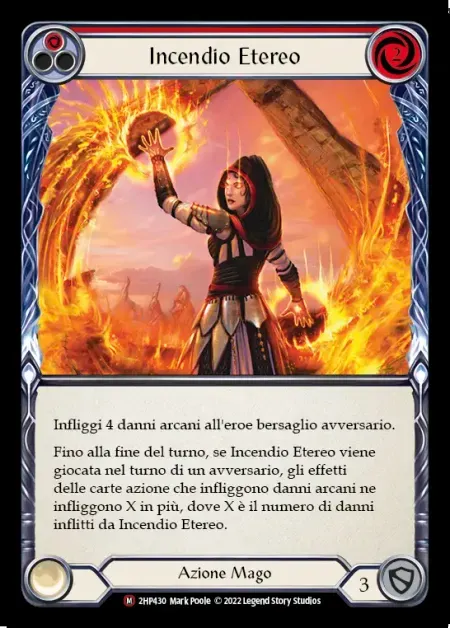 Incendio Etereo
2
Infliggi 4 danni arcani all'eroe bersaglio avversario.
Fino alla fine del turno, se Incendio Etereo viene
giocata nel turno di un avversario, gli effetti
delle carte azione che infliggono danni arcani ne
infliggono X in più, dove X è il numero di danni
inflitti da Incendio Etereo.
Azione Mago
3
M 2HP430 Mark Poole © 2022 Legend Story Studios